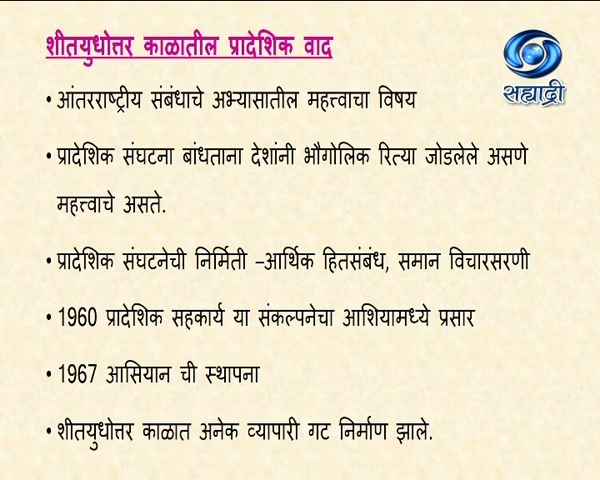 शीतयुधोत्तर काळातील प्रादेशिक वाद
सह्याद्री
• आंतरराष्ट्रीय संबंधाचे अभ्यासातील महत्त्वाचा विषय
• प्रादेशिक संघटना बांधताना देशांनी भौगोलिक रित्या जोडलेले असणे
महत्त्वाचे असते.
• प्रादेशिक संघटनेची निर्मिती –आर्थिक हितसंबंध, समान विचारसरणी
• 1960 प्रादेशिक सहकार्य या संकल्पनेचा आशियामध्ये प्रसार
• 1967 आसियान ची स्थापना
• शीतयुधोत्तर काळात अनेक व्यापारी गट निर्माण झाले.